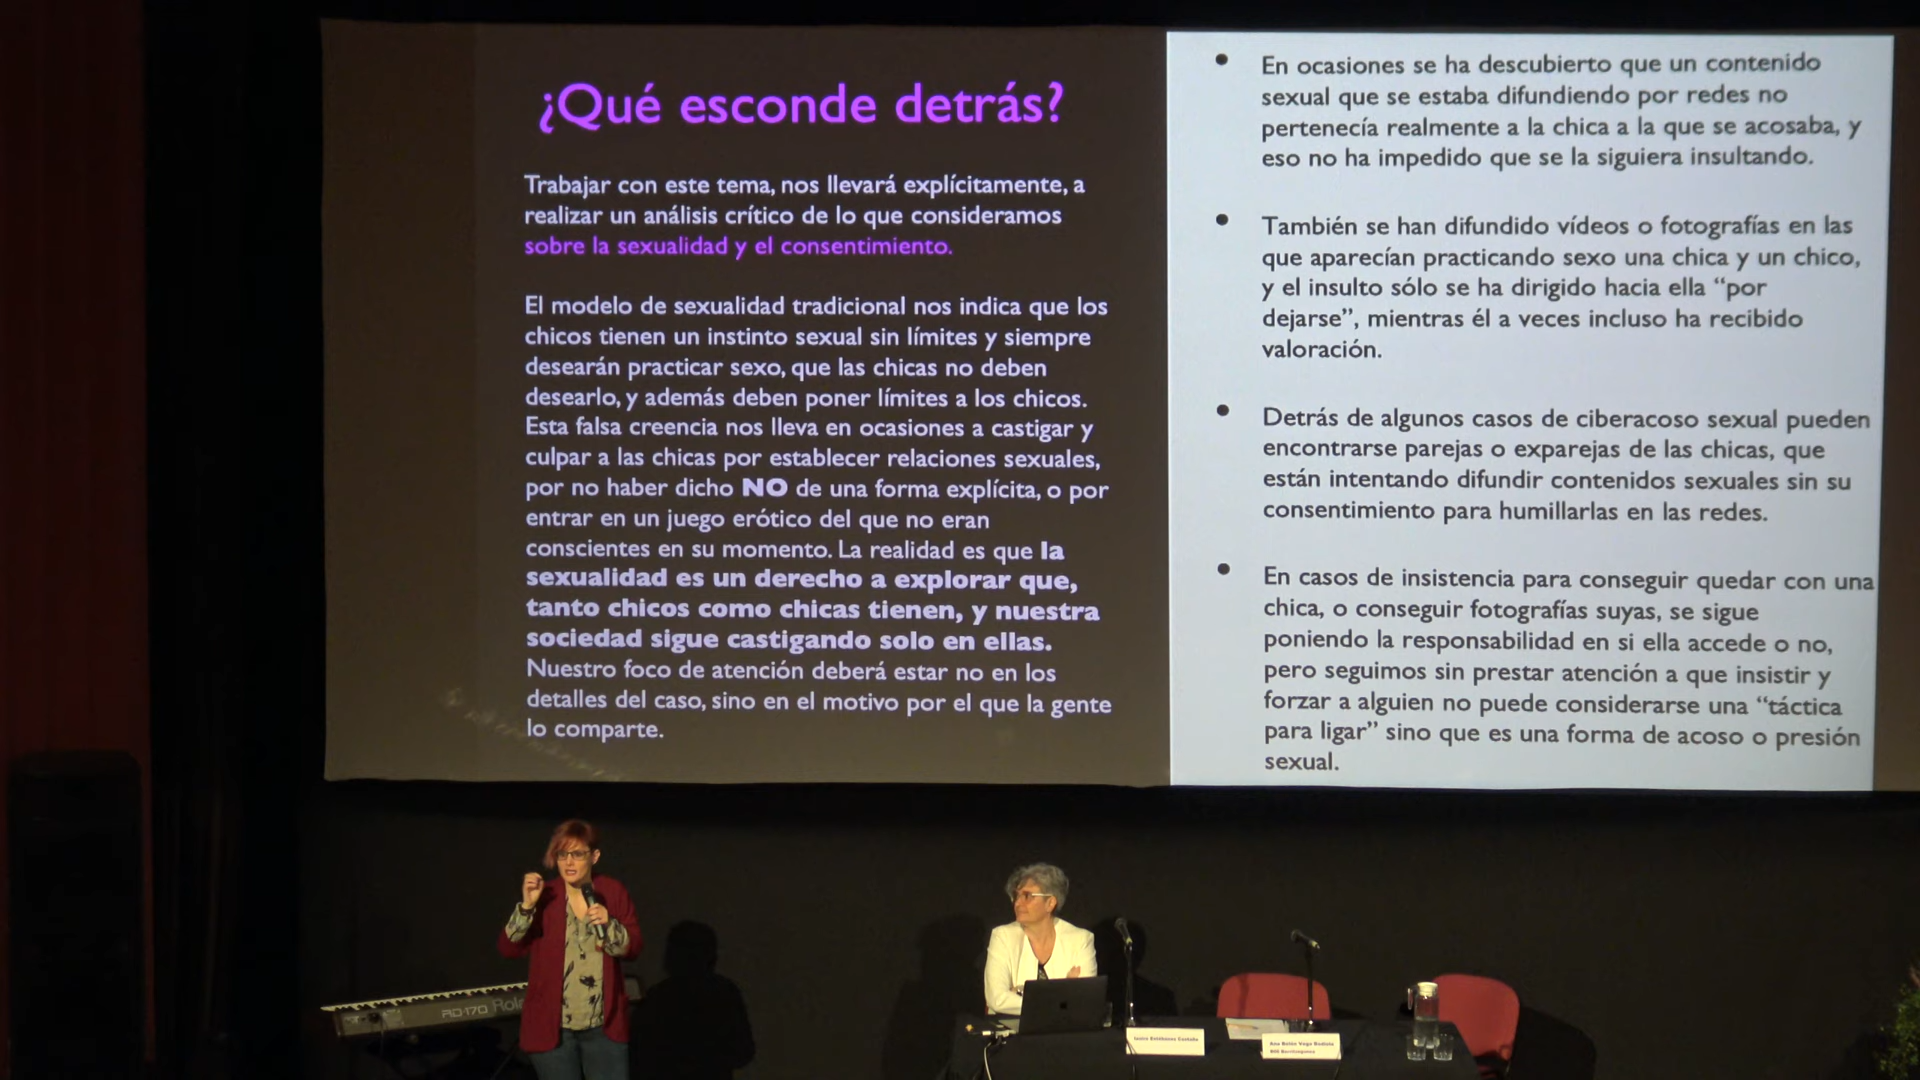 ¿Qué esconde detrás?
Trabajar con este tema, nos llevará explícitamente, a
realizar un análisis crítico de lo que consideramos
sobre la sexualidad y el consentimiento.
El modelo de sexualidad tradicional nos indica que los
chicos tienen un instinto sexual sin límites y siempre
desearán practicar sexo, que las chicas no deben
desearlo, y además deben poner límites a los chicos.
Esta falsa creencia nos lleva en ocasiones a castigar y
culpar a las chicas por establecer relaciones sexuales,
por no haber dicho NO de una forma explícita, o por
entrar en un juego erótico del que no eran
conscientes en su momento. La realidad es que la
sexualidad es un derecho a explorar que,
tanto chicos como chicas tienen, y nuestra
sociedad sigue castigando solo en ellas.
Nuestro foco de atención deberá estar no en los
detalles del caso, sino en el motivo por el que la gente
lo comparte.
• En ocasiones se ha descubierto que un contenido
sexual que se estaba difundiendo por redes no
pertenecía realmente a la chica a la que se acosaba, y
eso no ha impedido que se la siguiera insultando.
• También se han difundido vídeos o fotografías en las
que aparecían practicando sexo una chica y un chico,
y el insulto sólo se ha dirigido hacia ella “por
dejarse”, mientras él a veces incluso ha recibido
valoración.
• Detrás de algunos casos de ciberacoso sexual pueden
encontrarse parejas o exparejas de las chicas, que
están intentando difundir contenidos sexuales sin su
consentimiento para humillarlas en las redes.
• En casos de insistencia para conseguir quedar con una
chica, o conseguir fotografías suyas, se sigue
poniendo la responsabilidad en si ella accede o no,
pero seguimos sin prestar atención a que insistir y
forzar a alguien no puede considerarse una “táctica
para ligar” sino que es una forma de acoso o presión
sexual.
RD-170 Rola
Ana Belén Vega